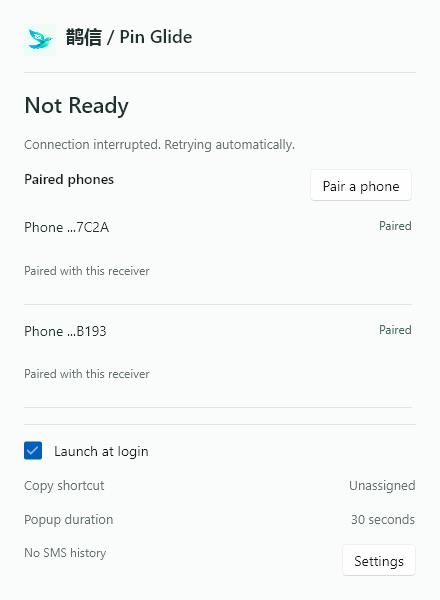 鹊信 / Pin Glide
Not Ready
Connection interrupted. Retrying automatically.
Paired phones
Pair a phone
Phone ...7C2A
Paired
Paired with this receiver
Phone ...B193
Paired
Paired with this receiver
Launch at login
Copy shortcut
Unassigned
Popup duration
30 seconds
No SMS history
Settings